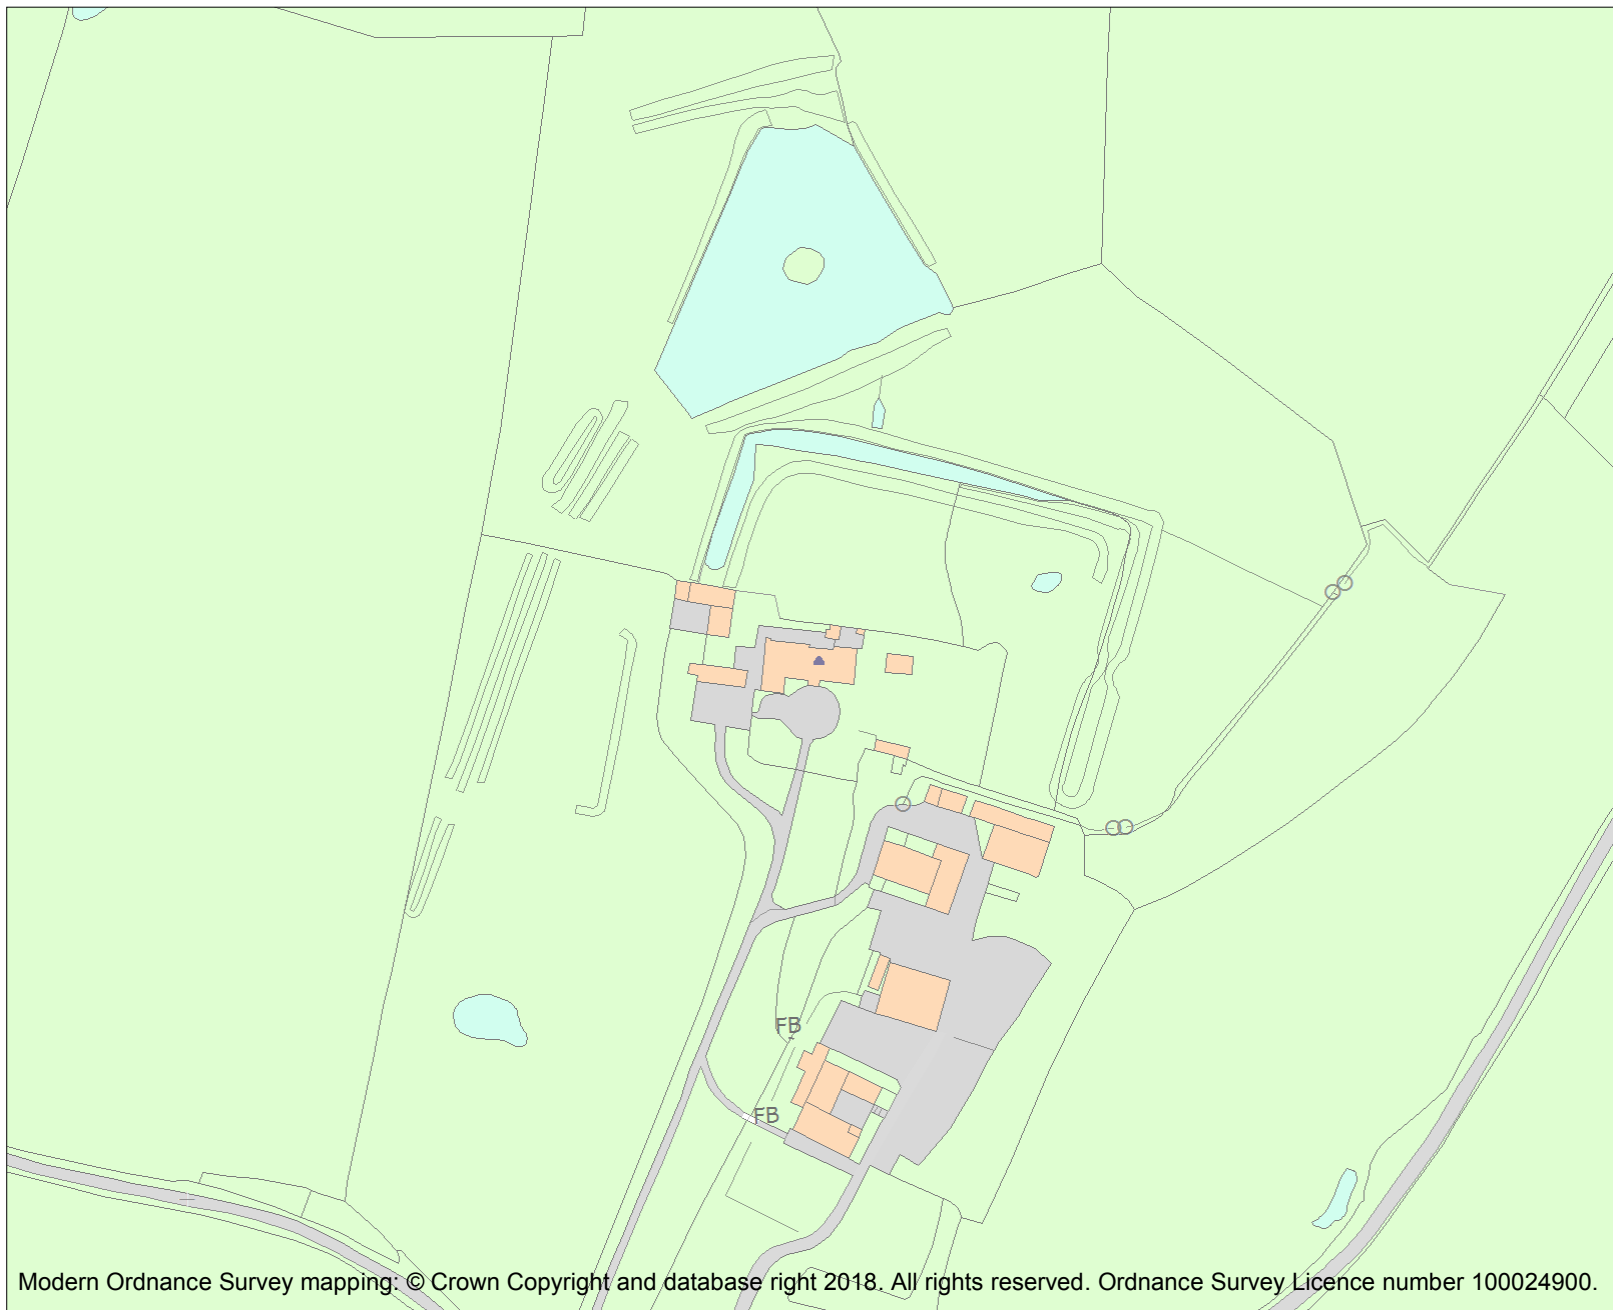 FB
FB
Modern Ordnance Survey mapping: © Crown Copyright and database right 2018. All rights reserved. Ordnance Survey Licence number 100024900.